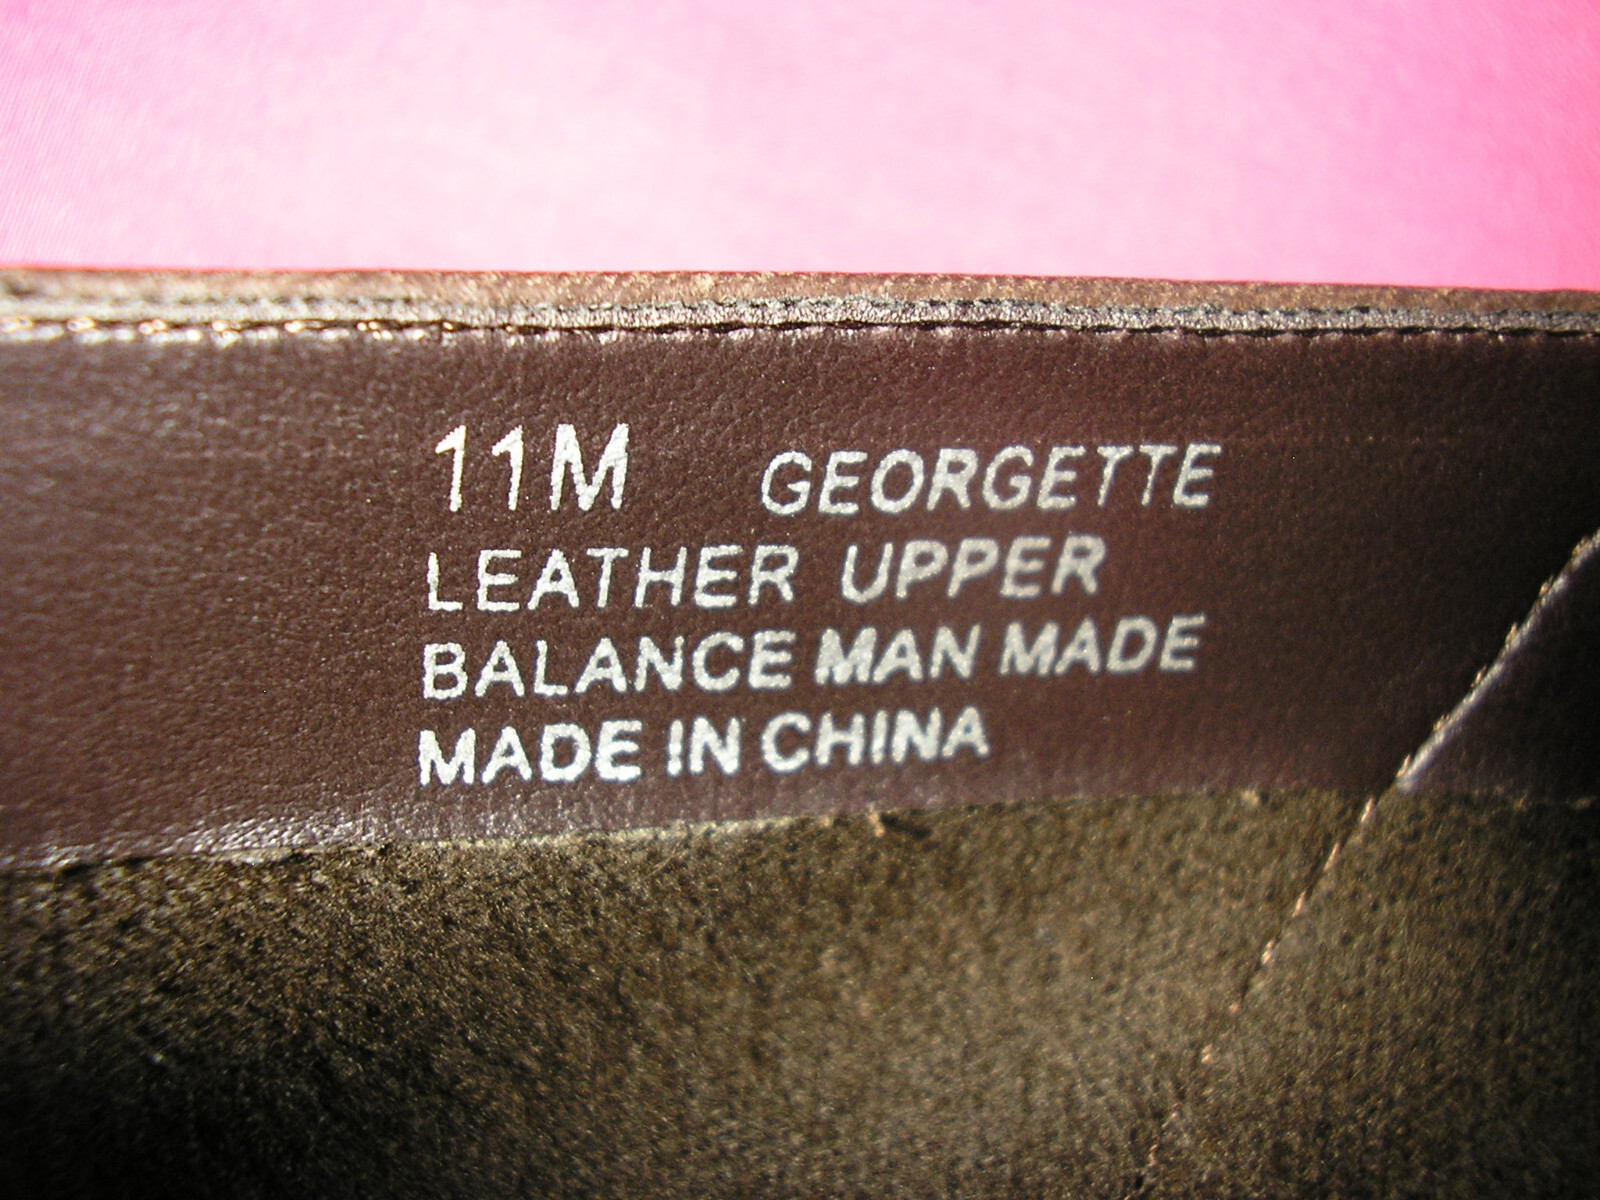 11M GEORGETTE
LEATHER UPPER
BALANCE MAN MADE
MADE IN CHINA